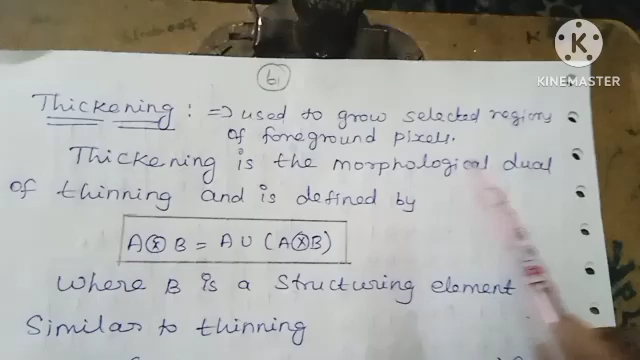 6
Thickening : => used to grow selected regions
of foreground pixels.
Thickening is the morphological dual
of thinning and is defined by
A ⊗ B = A ∪ (A ⊗ B)
Where B is a structuring element
Similar to thinning
K
KINEMASTER